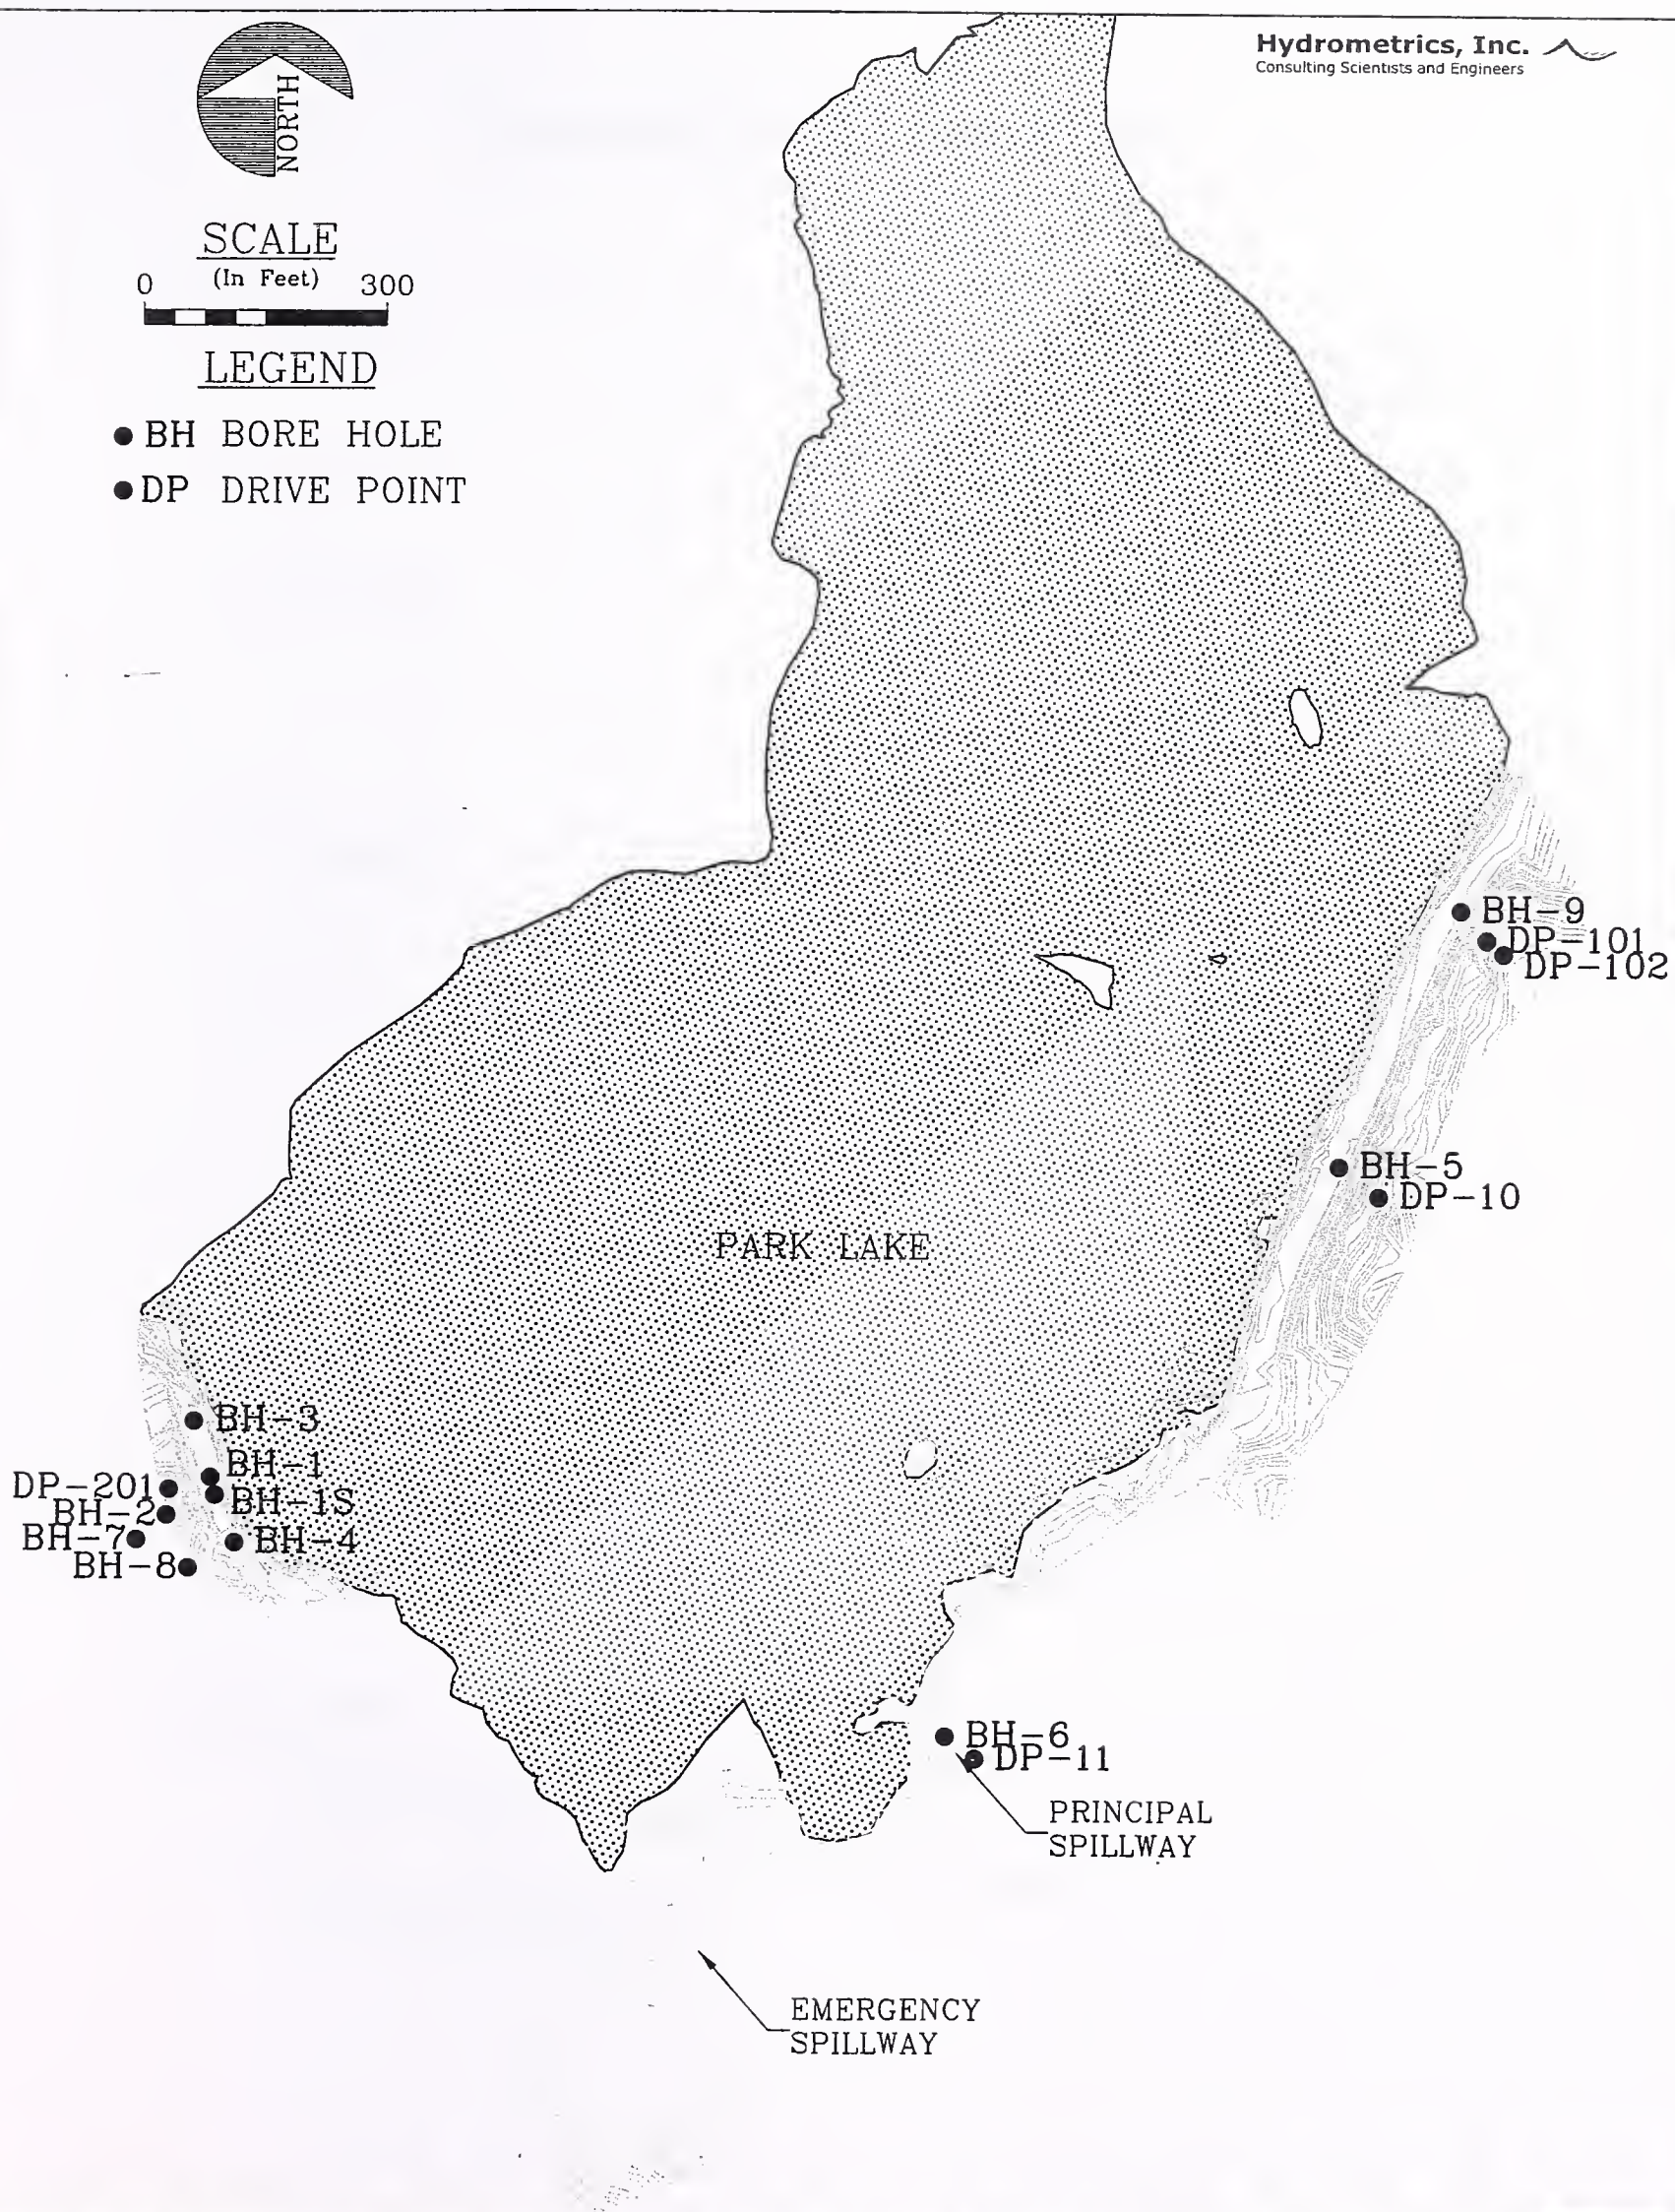 Hydrometrics, Inc.
Consulting Scientists and Engineers
NORTH
SCALE
(In Feet)
0 300
LEGEND
BH BORE HOLE
DP DRIVE POINT
BH-9
DP-101
DP-102
BH-5
DP-10
PARK LAKE
BH-3
BH-1
DP-201
BH-1S
BH-2
BH-7
BH-4
BH-8
BH-6
DP-11
PRINCIPAL
SPILLWAY
EMERGENCY
SPILLWAY